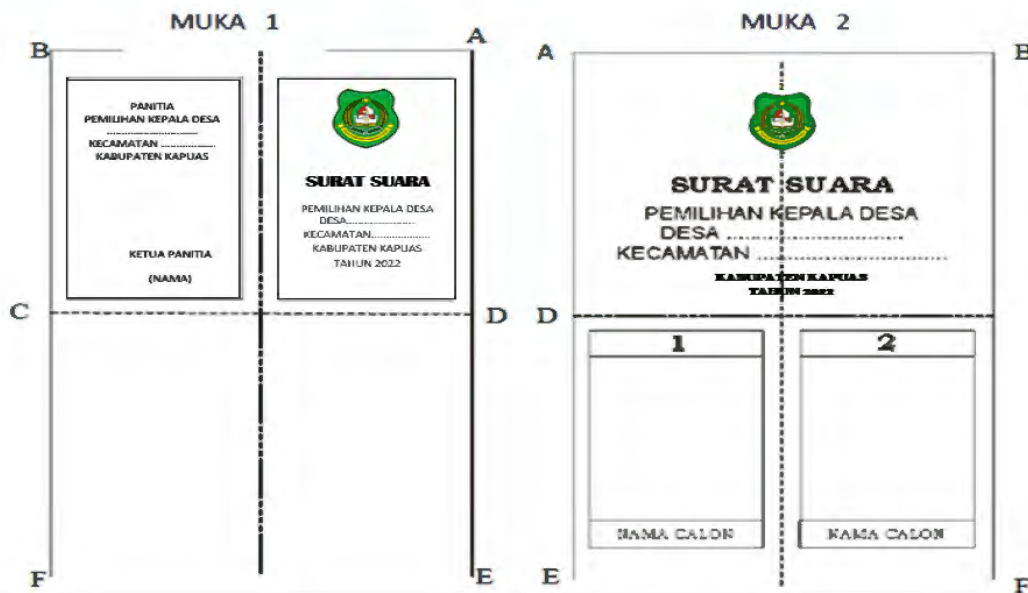 MUKA 1
B
A
PANITIA
PEMILIHAN KEPALA DESA
....................................
KECAMATAN .....................
KABUPATEN KAPUAS
KETUA PANITIA
(NAMA)
SURAT SUARA
PEMILIHAN KEPALA DESA
DESA..........................
KECAMATAN.......................
KABUPATEN KAPUAS
TAHUN 2022
C
D
F
E
MUKA 2
A
B
SURAT SUARA
PEMILIHAN KEPALA DESA
DESA ....................................
KECAMATAN .......................................
KABUPATEN KAPUAS
TAHUN 2022
D
1
2
NAMA CALON
NAMA CALON
E
F